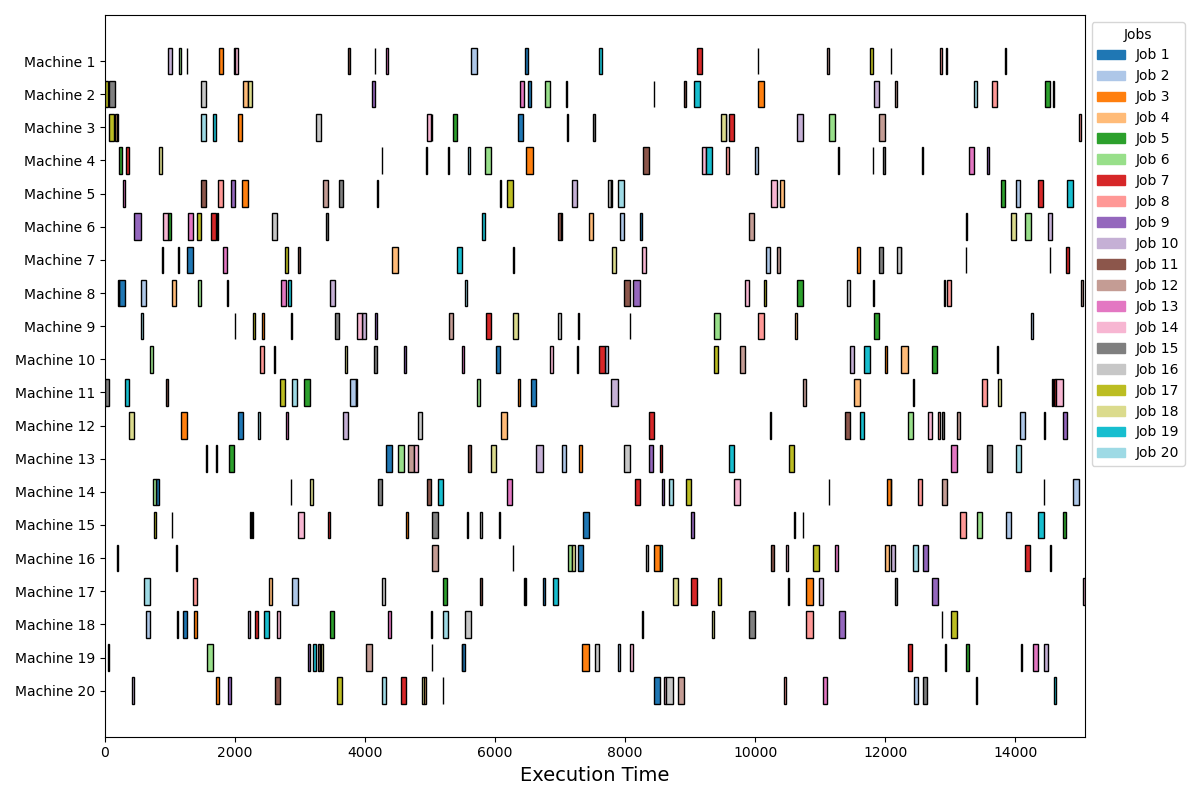 Machine 1
Machine 2
Machine 3
Machine 4
Machine 5
Machine 6
Machine 7
Machine 8
Machine 9
Machine 10
Machine 11
Machine 12
Machine 13
Machine 14
Machine 15
Machine 16
Machine 17
Machine 18
Machine 19
Machine 20
0 2000 4000 6000 8000 10000 12000 14000
Execution Time
Jobs
Job 1
Job 2
Job 3
Job 4
Job 5
Job 6
Job 7
Job 8
Job 9
Job 10
Job 11
Job 12
Job 13
Job 14
Job 15
Job 16
Job 17
Job 18
Job 19
Job 20